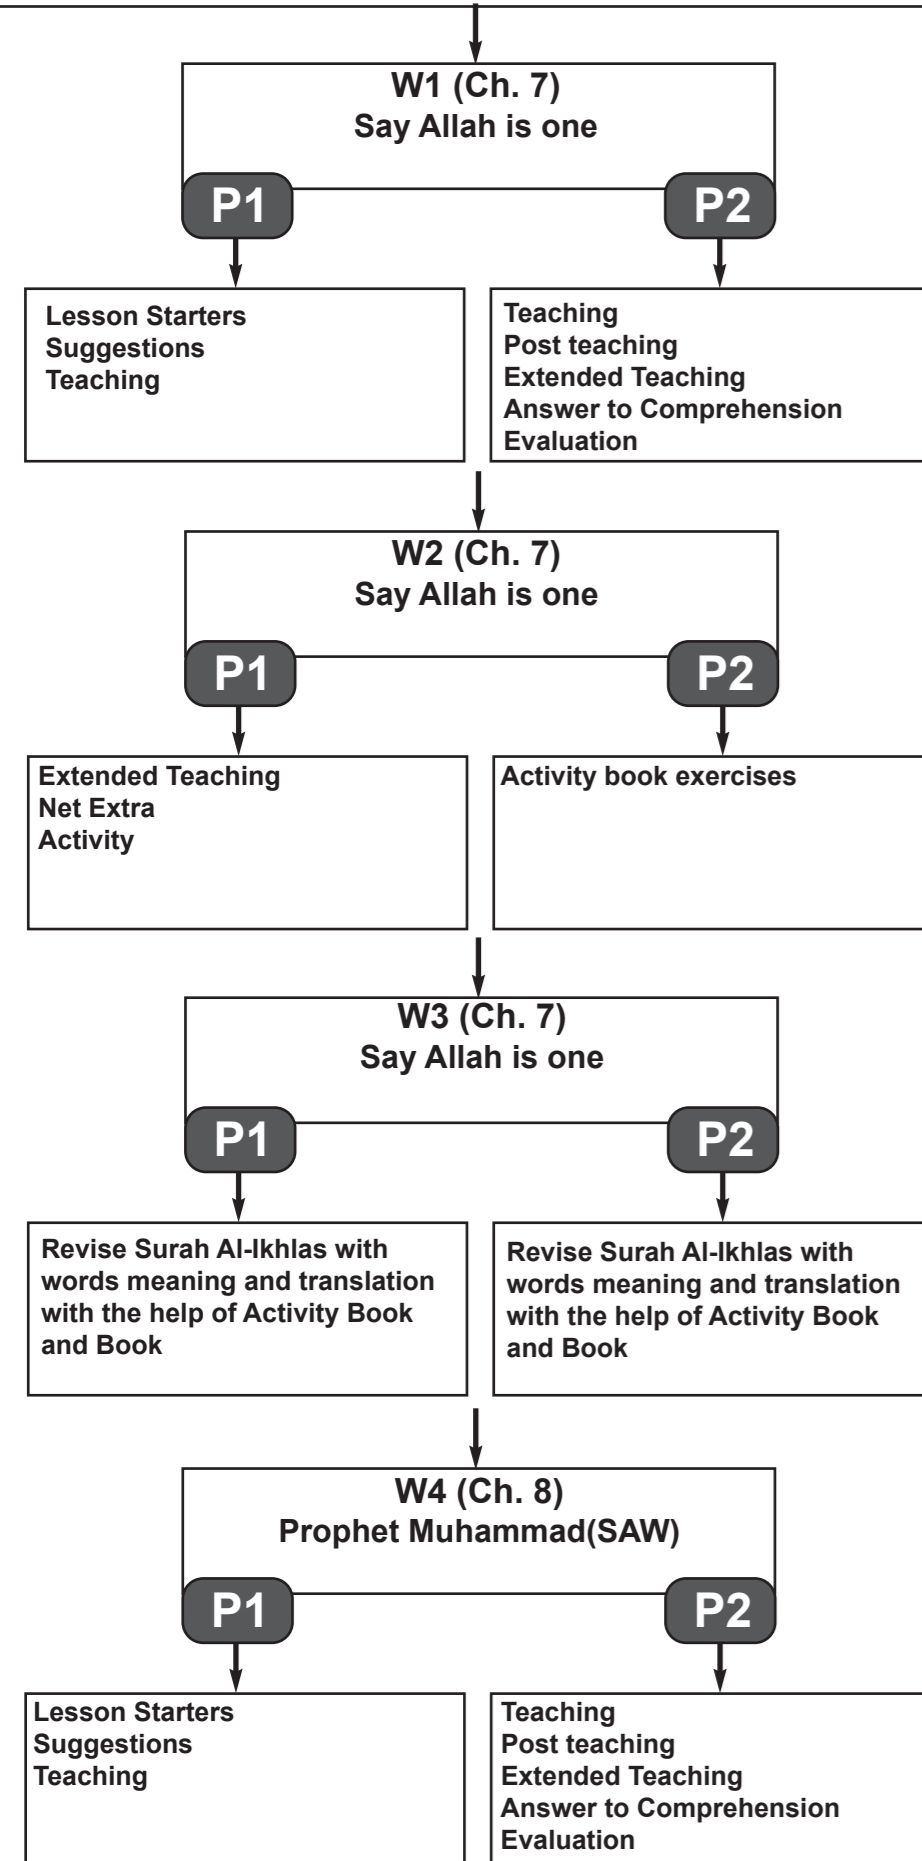 W1 (Ch. 7)
Say Allah is one
P1
P2
Lesson Starters
Suggestions
Teaching
Teaching
Post teaching
Extended Teaching
Answer to Comprehension
Evaluation
W2 (Ch. 7)
Say Allah is one
P1
P2
Extended Teaching
Net Extra
Activity
Activity book exercises
W3 (Ch. 7)
Say Allah is one
P1
P2
Revise Surah Al-Ikhlas with
words meaning and translation
with the help of Activity Book
and Book
Revise Surah Al-Ikhlas with
words meaning and translation
with the help of Activity Book
and Book
W4 (Ch. 8)
Prophet Muhammad(SAW)
P1
P2
Lesson Starters
Suggestions
Teaching
Teaching
Post teaching
Extended Teaching
Answer to Comprehension
Evaluation